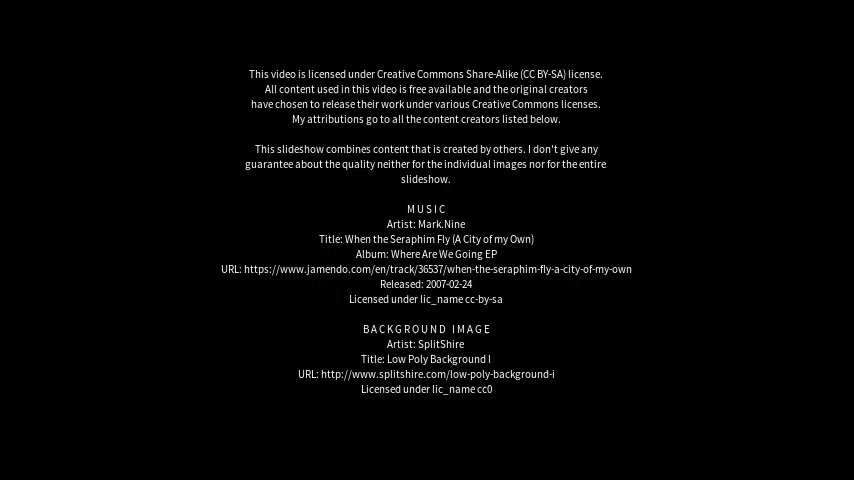 This video is licensed under Creative Commons Share-Alike (CC BY-SA) license.
All content used in this video is free available and the original creators
have chosen to release their work under various Creative Commons licenses.
My attributions go to all the content creators listed below.
This slideshow combines content that is created by others. I don't give any
guarantee about the quality neither for the individual images nor for the entire
slideshow.
MUSIC
Artist: Mark.Nine
Title: When the Seraphim Fly (A City of my Own)
Album: Where Are We Going EP
URL: https://www.jamendo.com/en/track/36537/when-the-seraphim-fly-a-city-of-my-own
Released: 2007-02-24
Licensed under lic_name cc-by-sa
BACKGROUND IMAGE
Artist: SplitShire
Title: Low Poly Background I
URL: http://www.splitshire.com/low-poly-background-i
Licensed under lic_name cc0